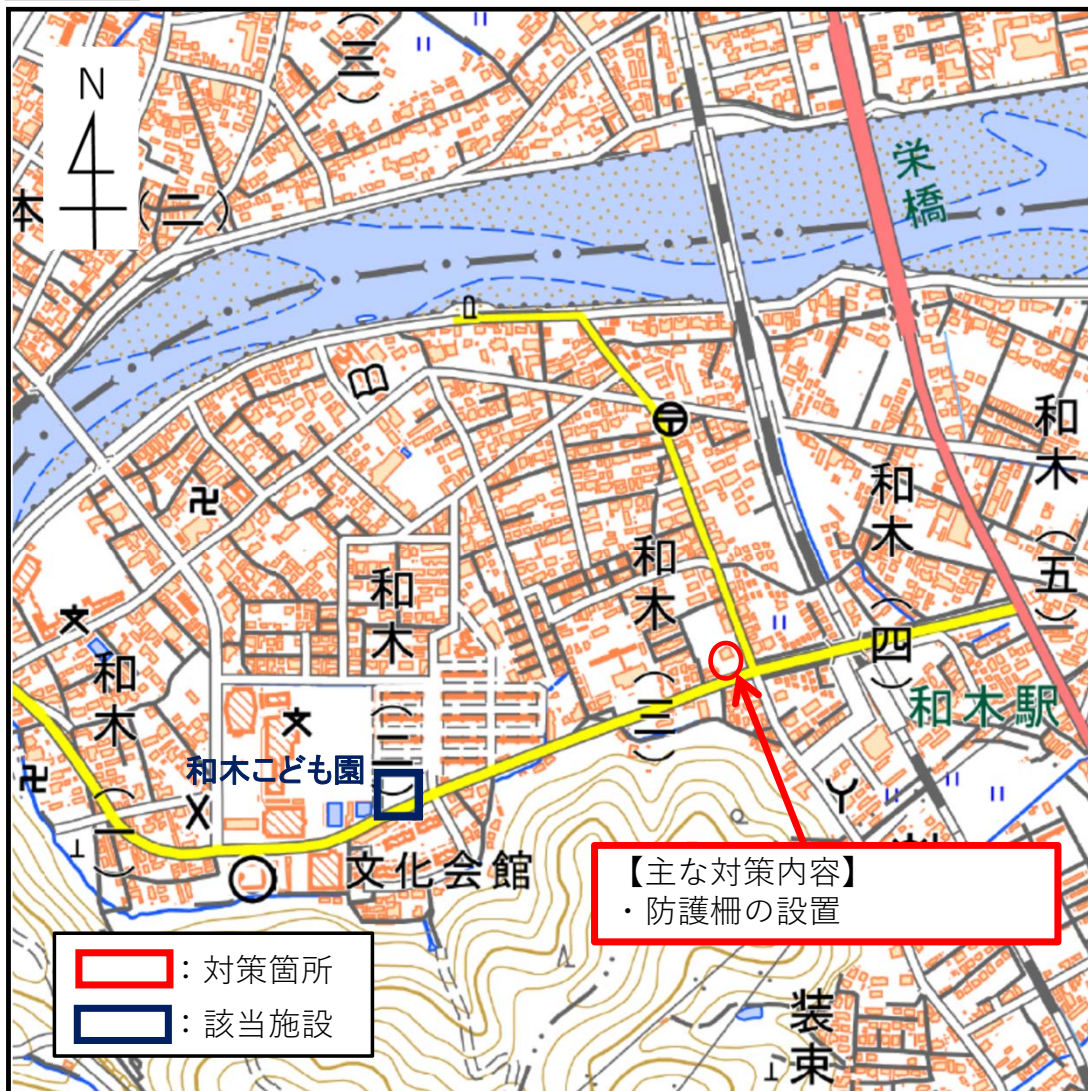 N
(三)
本(二)
栄橋
和木(五)
和木(四)
和木(三)
和木(二)
和木(一)
和木駅
和木こども園
文化会館
【主な対策内容】
・防護柵の設置
:対策箇所
:該当施設
装束